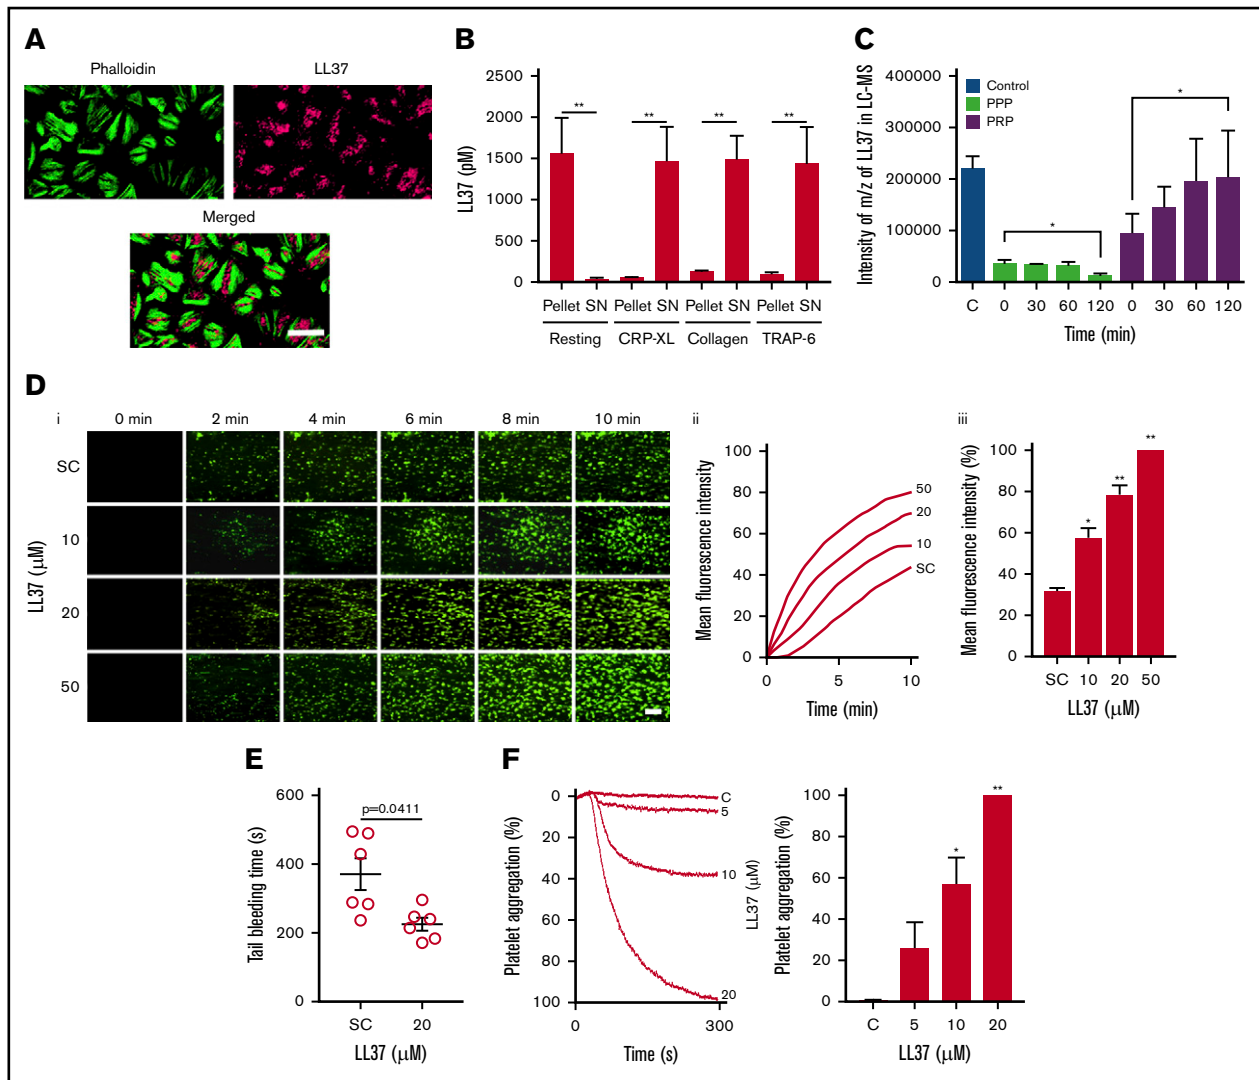 A
Phalloidin
LL37
Merged
B
LL37 (pM)
2500
2000
1500
1000
500
0
**
**
**
**
Pellet SN Pellet SN Pellet SN Pellet SN
Resting CRP-XL Collagen TRAP-6
C
Intensity of m/z of LL37 in LC-MS
400000
300000
200000
100000
0
Control
PPP
PRP
*
*
C 0 30 60 120 0 30 60 120
Time (min)
D
i
0 min 2 min 4 min 6 min 8 min 10 min
LL37 (μM)
SC
10
20
50
ii
Mean fluorescence intensity
100
80
60
40
20
0
50
20
10
SC
0 5 10
Time (min)
iii
Mean fluorescence intensity (%)
100
80
60
40
20
0
*
**
**
SC 10 20 50
LL37 (μM)
E
Tail bleeding time (s)
600
400
200
0
p=0.0411
SC 20
LL37 (μM)
F
Platelet aggregation (%)
0
20
40
60
80
100
C
5
10
20
LL37 (μM)
0 300
Time (s)
Platelet aggregation (%)
100
80
60
40
20
0
*
**
C 5 10 20
LL37 (μM)